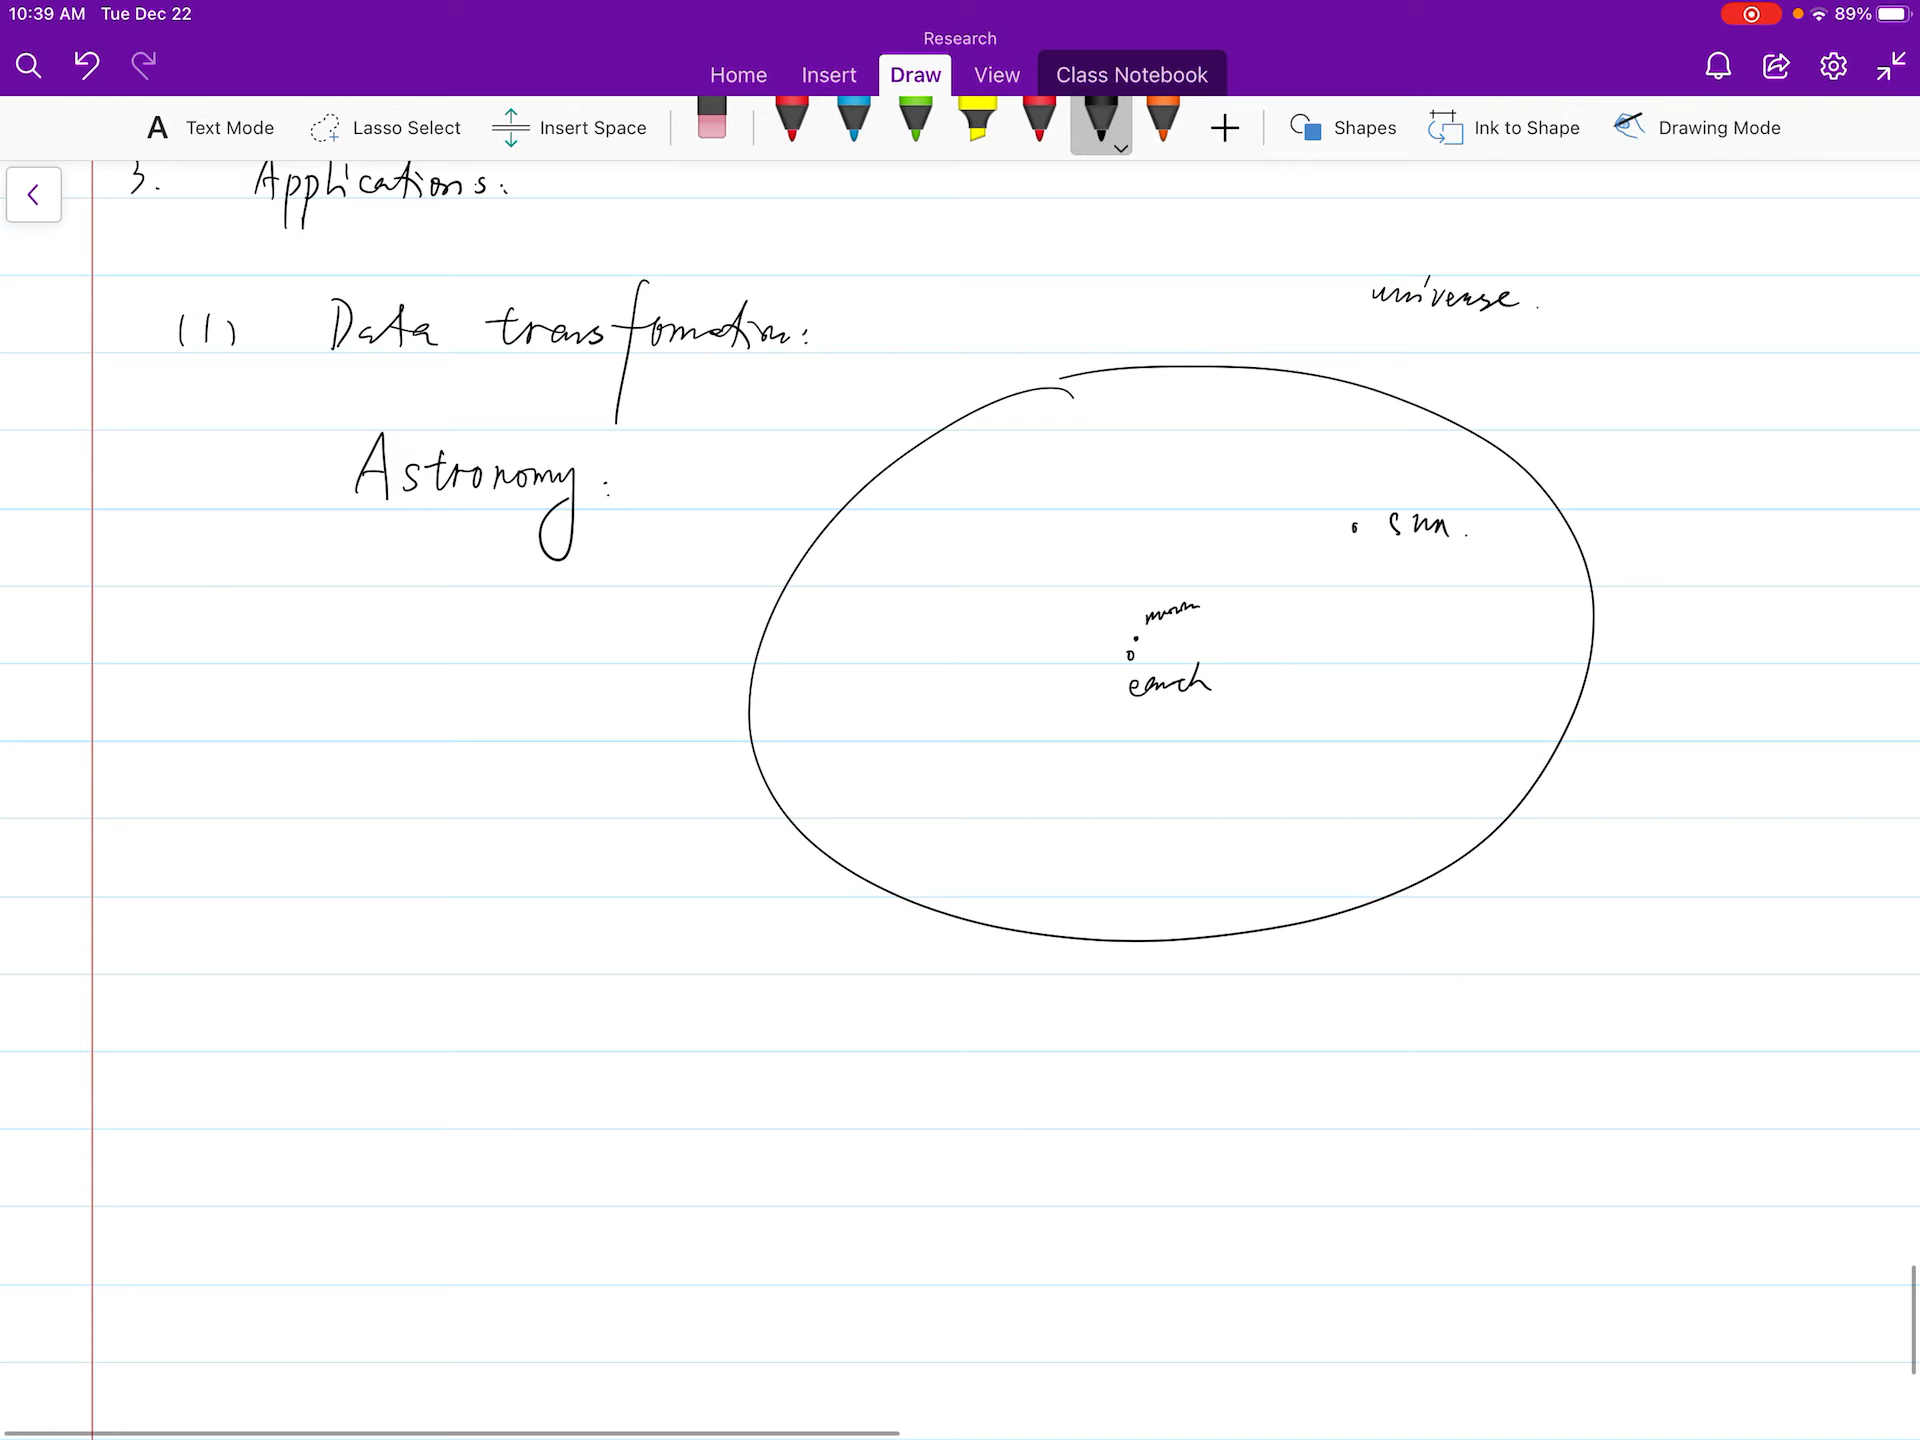 10:39 AM Tue Dec 22
89%
Research
Home Insert Draw View Class Notebook
Text Mode Lasso Select Insert Space Shapes Ink to Shape Drawing Mode
3. Applications:
universe.
(1) Data transfomation:
Astronomy:
sun.
moon
earth